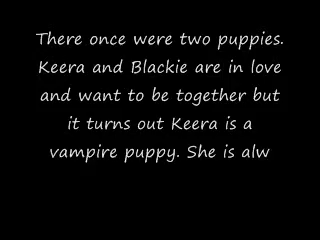 There once were two puppies.
Keera and Blackie are in love
and want to be together but
it turns out Keera is a
vampire puppy. She is alw